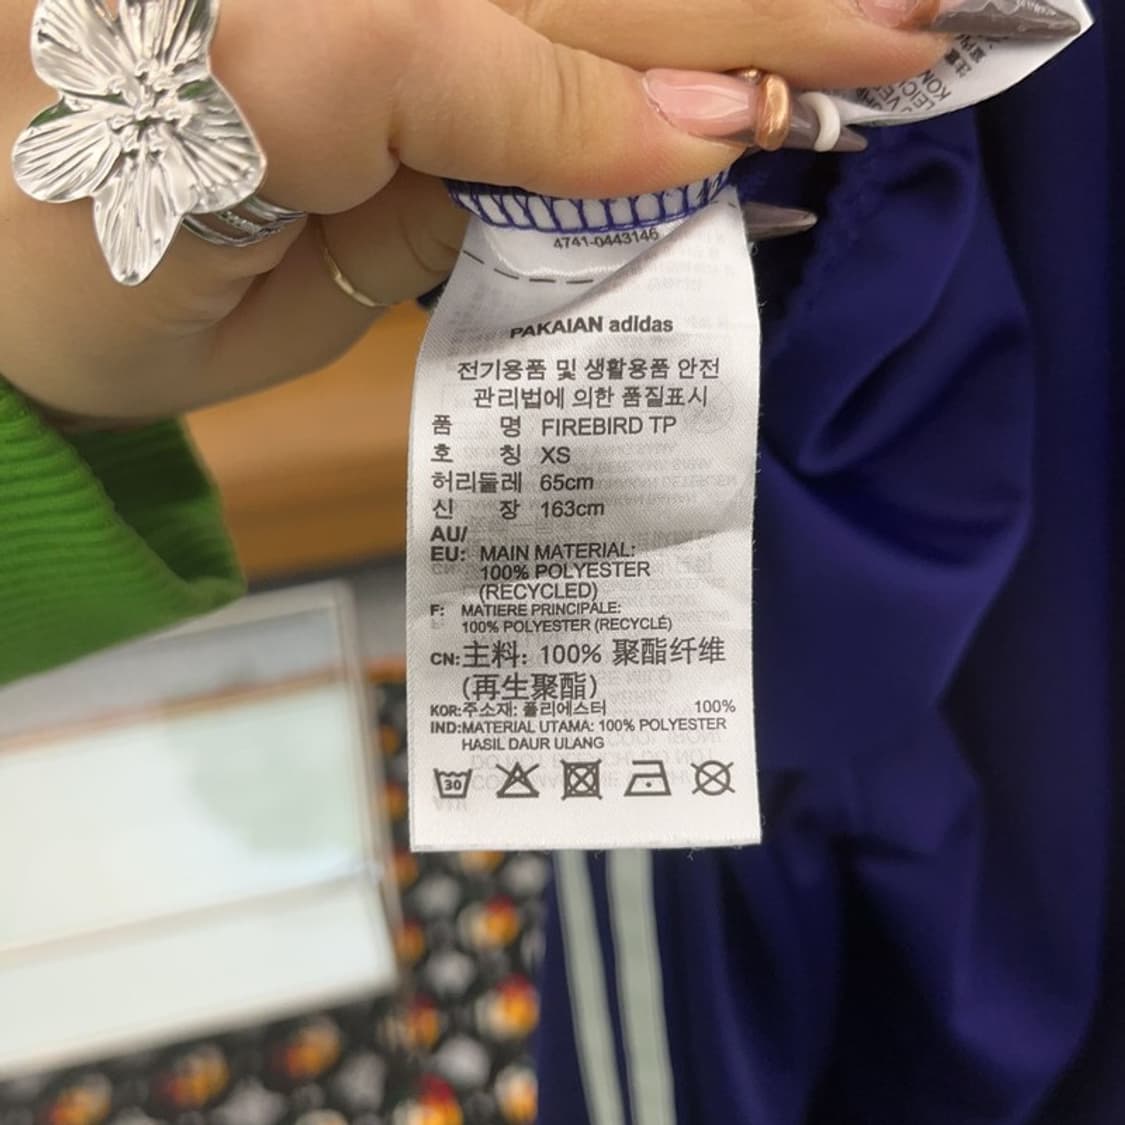 4741-0443146
PAKAIAN adidas
전기용품 및 생활용품 안전
관리법에 의한 품질표시
품 명 FIREBIRD TP
호 칭 XS
허리둘레 65cm
신 장 163cm
AU/
EU: MAIN MATERIAL:
100% POLYESTER
(RECYCLED)
F: MATIERE PRINCIPALE:
100% POLYESTER (RECYCLÉ)
CN: 主料: 100% 聚酯纤维
(再生聚酯)
KOR: 주소재: 폴리에스터 100%
IND: MATERIAL UTAMA: 100% POLYESTER
HASIL DAUR ULANG
30